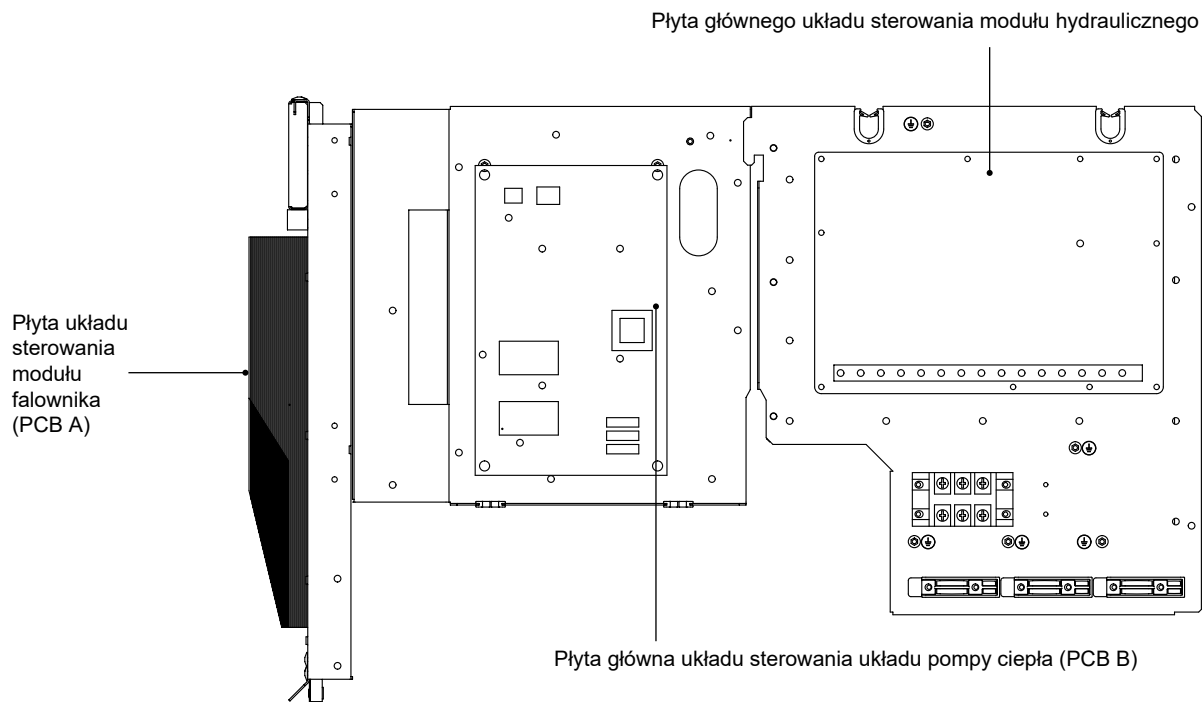 Płyta głównego układu sterowania modułu hydraulicznego
Płyta układu
sterowania
modułu
falownika
(PCB A)
Płyta główna układu sterowania układu pompy ciepła (PCB B)